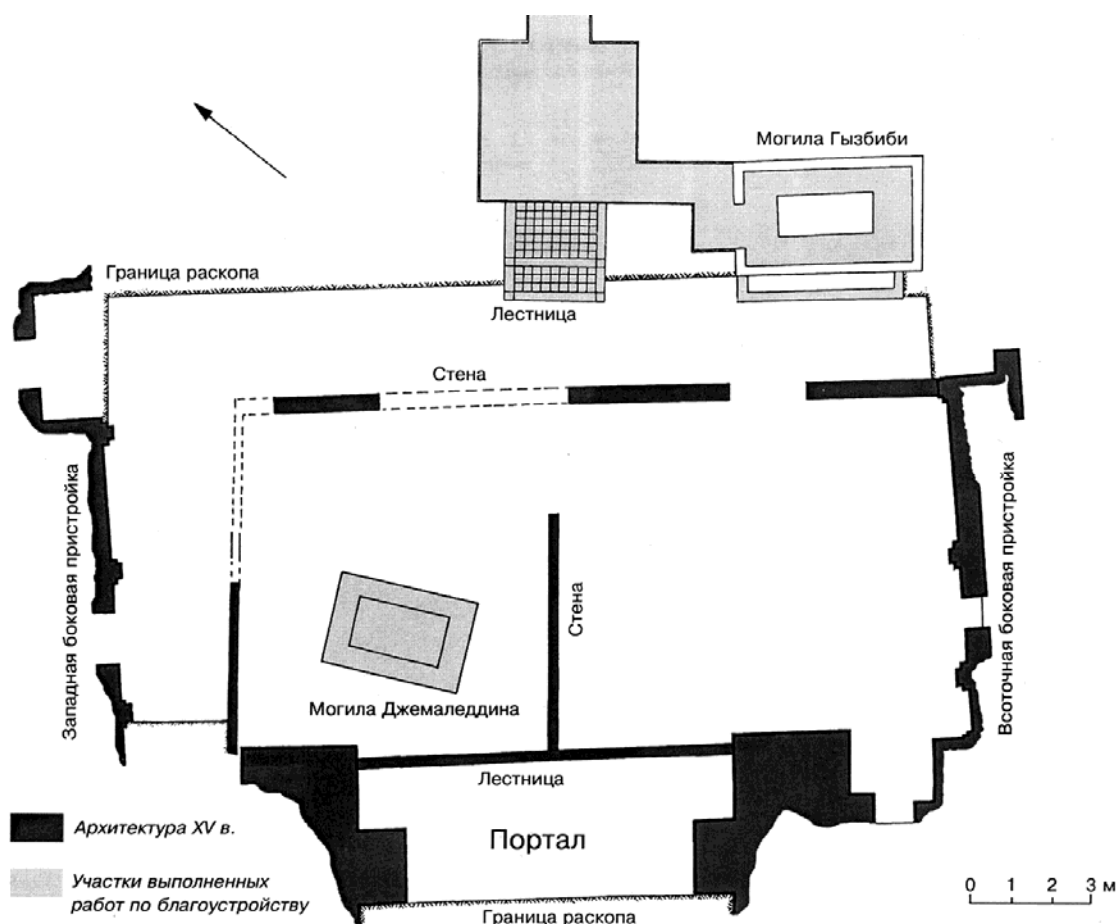 Могила Гызбиби
Граница раскопа
Лестница
Стена
Западная боковая пристройка
Стена
Всоточная боковая пристройка
Могила Джемаледдина
Лестница
Портал
Архитектура XV в.
Участки выполненных
работ по благоустройству
Граница раскопа
0 1 2 3 м